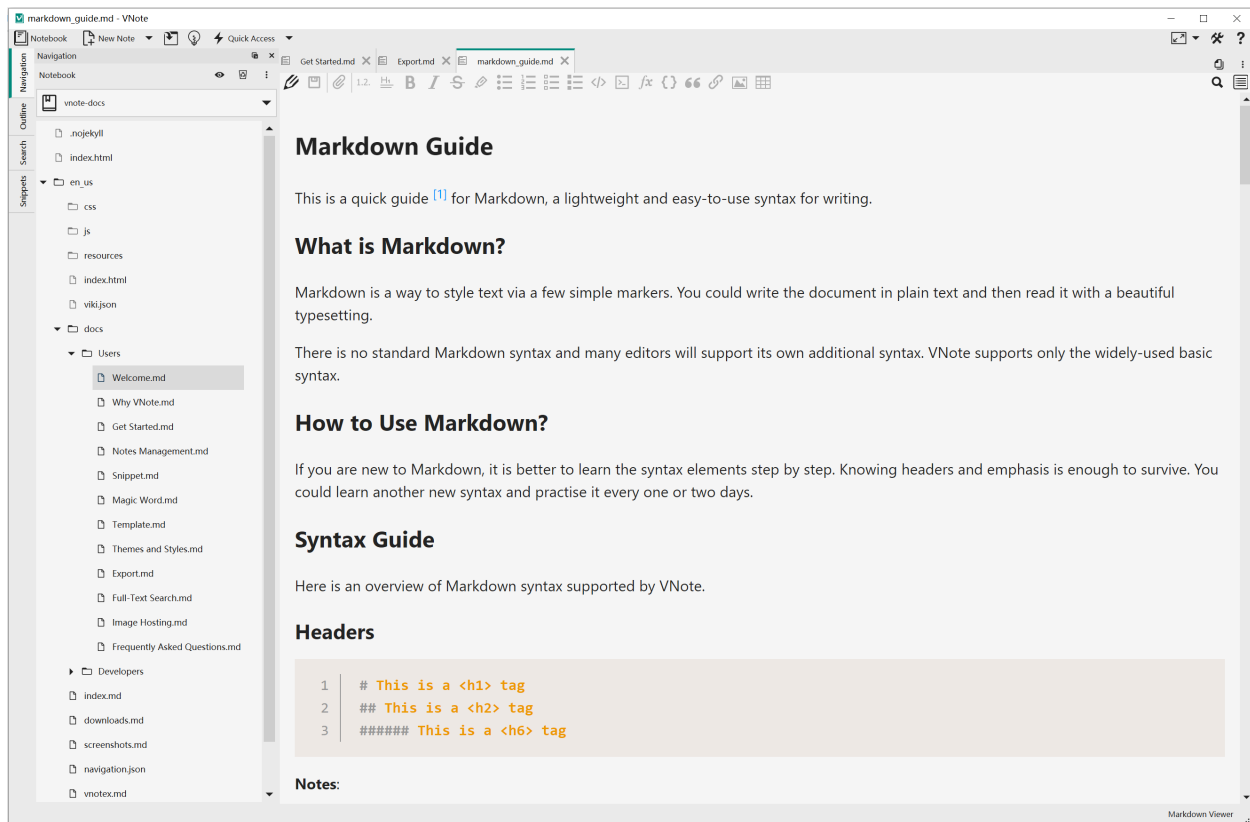 markdown_guide.md - VNote
Notebook
New Note
Quick Access
Navigation
Outline
Search
Snippets
Navigation
Notebook
vnote-docs
.nojekyll
index.html
en_us
css
js
resources
index.html
viki.json
docs
Users
Welcome.md
Why VNote.md
Get Started.md
Notes Management.md
Snippet.md
Magic Word.md
Template.md
Themes and Styles.md
Export.md
Full-Text Search.md
Image Hosting.md
Frequently Asked Questions.md
Developers
index.md
downloads.md
screenshots.md
navigation.json
vnotex.md
Get Started.md
Export.md
markdown_guide.md
Markdown Guide
This is a quick guide [1] for Markdown, a lightweight and easy-to-use syntax for writing.
What is Markdown?
Markdown is a way to style text via a few simple markers. You could write the document in plain text and then read it with a beautiful
typesetting.
There is no standard Markdown syntax and many editors will support its own additional syntax. VNote supports only the widely-used basic
syntax.
How to Use Markdown?
If you are new to Markdown, it is better to learn the syntax elements step by step. Knowing headers and emphasis is enough to survive. You
could learn another new syntax and practise it every one or two days.
Syntax Guide
Here is an overview of Markdown syntax supported by VNote.
Headers
1 # This is a <h1> tag
2 ## This is a <h2> tag
3 ###### This is a <h6> tag
Notes:
Markdown Viewer